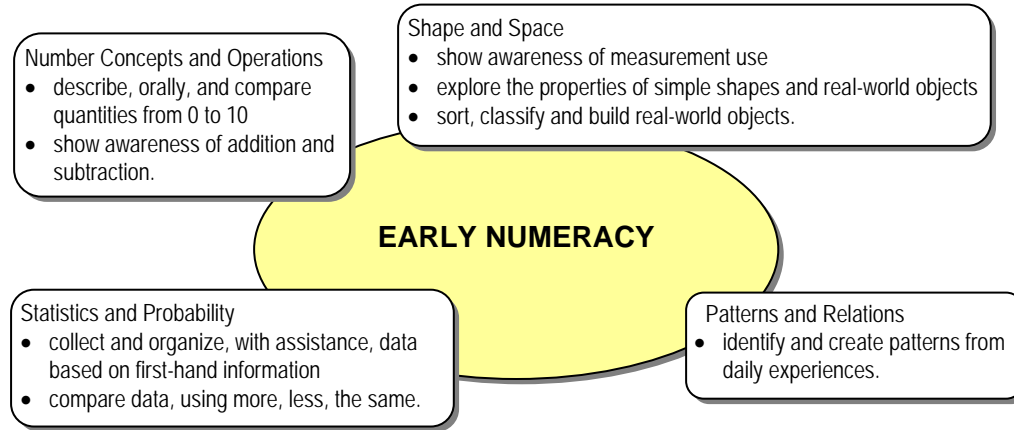 Number Concepts and Operations
• describe, orally, and compare
quantities from 0 to 10
• show awareness of addition and
subtraction.
Shape and Space
• show awareness of measurement use
• explore the properties of simple shapes and real-world objects
• sort, classify and build real-world objects.
EARLY NUMERACY
Statistics and Probability
• collect and organize, with assistance, data
based on first-hand information
• compare data, using more, less, the same.
Patterns and Relations
• identify and create patterns from
daily experiences.